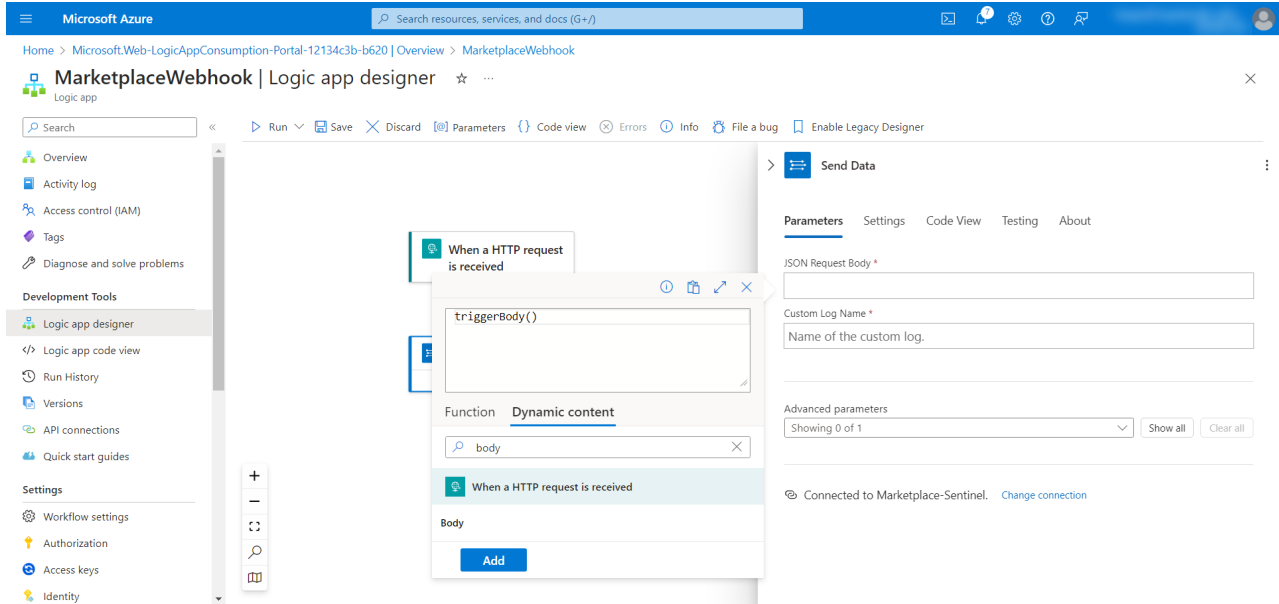 Microsoft Azure
Search resources, services, and docs (G+/)
7
Home > Microsoft.Web-LogicAppConsumption-Portal-12134c3b-b620 | Overview > MarketplaceWebhook
MarketplaceWebhook | Logic app designer
Logic app
Search
Run
Save
Discard
Parameters
Code view
Errors
Info
File a bug
Enable Legacy Designer
Overview
Activity log
Access control (IAM)
Tags
Diagnose and solve problems
Development Tools
Logic app designer
Logic app code view
Run History
Versions
API connections
Quick start guides
Settings
Workflow settings
Authorization
Access keys
Identity
When a HTTP request
is received
triggerBody()
Function
Dynamic content
body
When a HTTP request is received
Body
Add
Send Data
Parameters
Settings
Code View
Testing
About
JSON Request Body *
Custom Log Name *
Name of the custom log.
Advanced parameters
Showing 0 of 1
Show all
Clear all
Connected to Marketplace-Sentinel.
Change connection